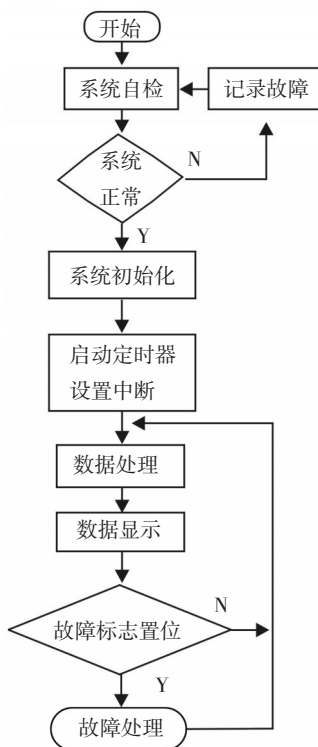 开始
系统自检
记录故障
系统
正常
N
Y
系统初始化
启动定时器
设置中断
数据处理
数据显示
故障标志置位
N
Y
故障处理